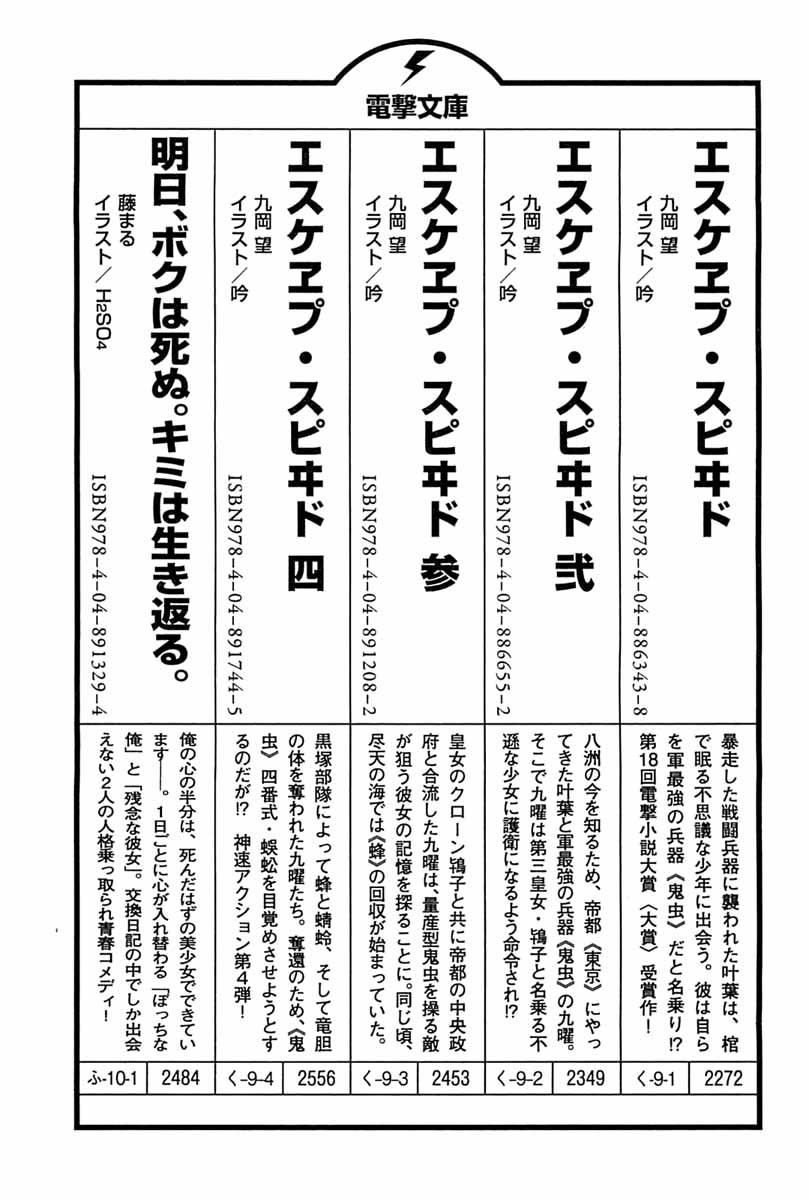 電撃文庫
エスケヱプ・スピヰド
九岡 望
イラスト/吟
ISBN978-4-04-886343-8
暴走した戦闘兵器に襲われた叶葉は、棺
で眠る不思議な少年に出会う。彼は自ら
を軍最強の兵器《鬼虫》だと名乗り!?
第18回電撃小説大賞〈大賞〉受賞作！
く-9-1
2272
エスケヱプ・スピヰド 弐
九岡 望
イラスト/吟
ISBN978-4-04-886655-2
八洲の今を知るため、帝都《東京》にやっ
てきた叶葉と軍最強の兵器《鬼虫》の九曜。
そこで九曜は第三皇女・鴇子と名乗る不
遜な少女に護衛になるよう命令され!?
く-9-2
2349
エスケヱプ・スピヰド 参
九岡 望
イラスト/吟
ISBN978-4-04-891208-2
皇女のクローン鴇子と共に帝都の中央政
府と合流した九曜は、量産型鬼虫を操る敵
が狙う彼女の記憶を探ることに。同じ頃、
尽天の海では《蜂》の回収が始まっていた。
く-9-3
2453
エスケヱプ・スピヰド 四
九岡 望
イラスト/吟
ISBN978-4-04-891744-5
黒塚部隊によって蜂と蜻蛉、そして竜胆
の体を奪われた九曜たち。奪還のため、《鬼
虫》四番式・蜈蚣を目覚めさせようとす
るのだが!? 神速アクション第4弾！
く-9-4
2556
明日、ボクは死ぬ。キミは生き返る。
藤まる
イラスト/H2SO4
ISBN978-4-04-891329-4
俺の心の半分は、死んだはずの美少女でできてい
ます――。1日ごとに心が入れ替わる「ぼっちな
俺」と「残念な彼女」。交換日記の中でしか出会
えない2人の人格乗っ取られ青春コメディ！
ふ-10-1
2484